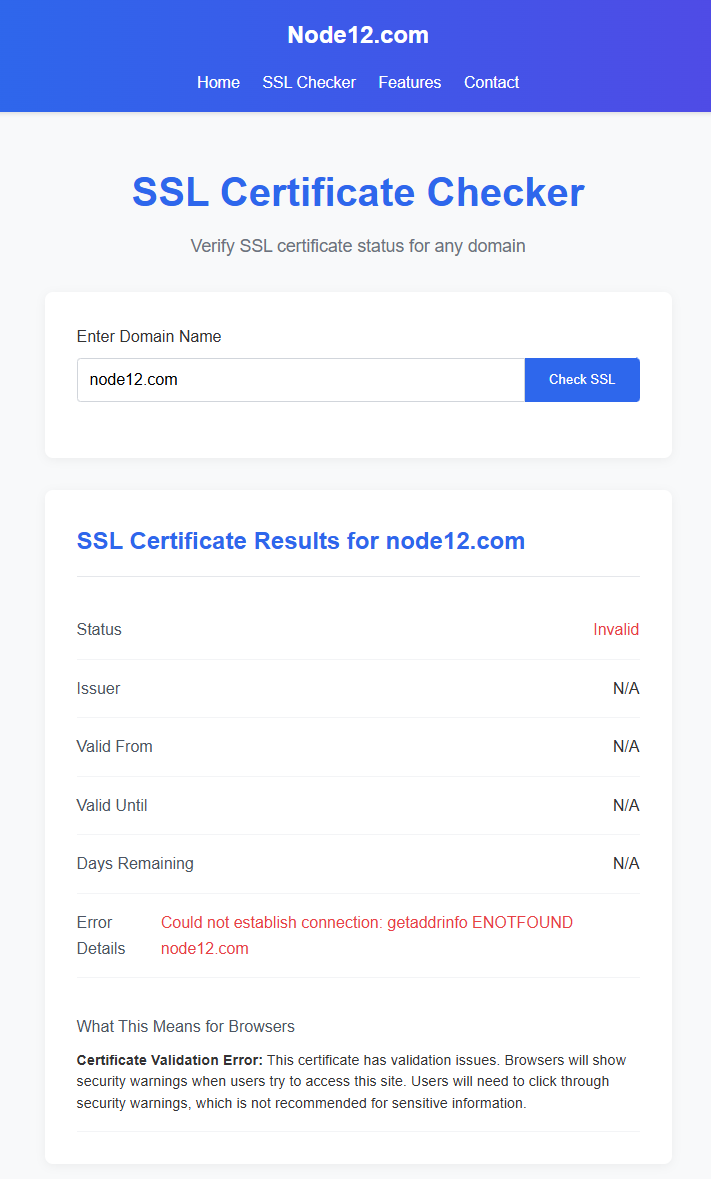 Node12.com
Home SSL Checker Features Contact
SSL Certificate Checker
Verify SSL certificate status for any domain
Enter Domain Name
node12.com Check SSL
SSL Certificate Results for node12.com
Status Invalid
Issuer N/A
Valid From N/A
Valid Until N/A
Days Remaining N/A
Error Could not establish connection: getaddrinfo ENOTFOUND
Details node12.com
What This Means for Browsers
Certificate Validation Error: This certificate has validation issues. Browsers will show
security warnings when users try to access this site. Users will need to click through
security warnings, which is not recommended for sensitive information.